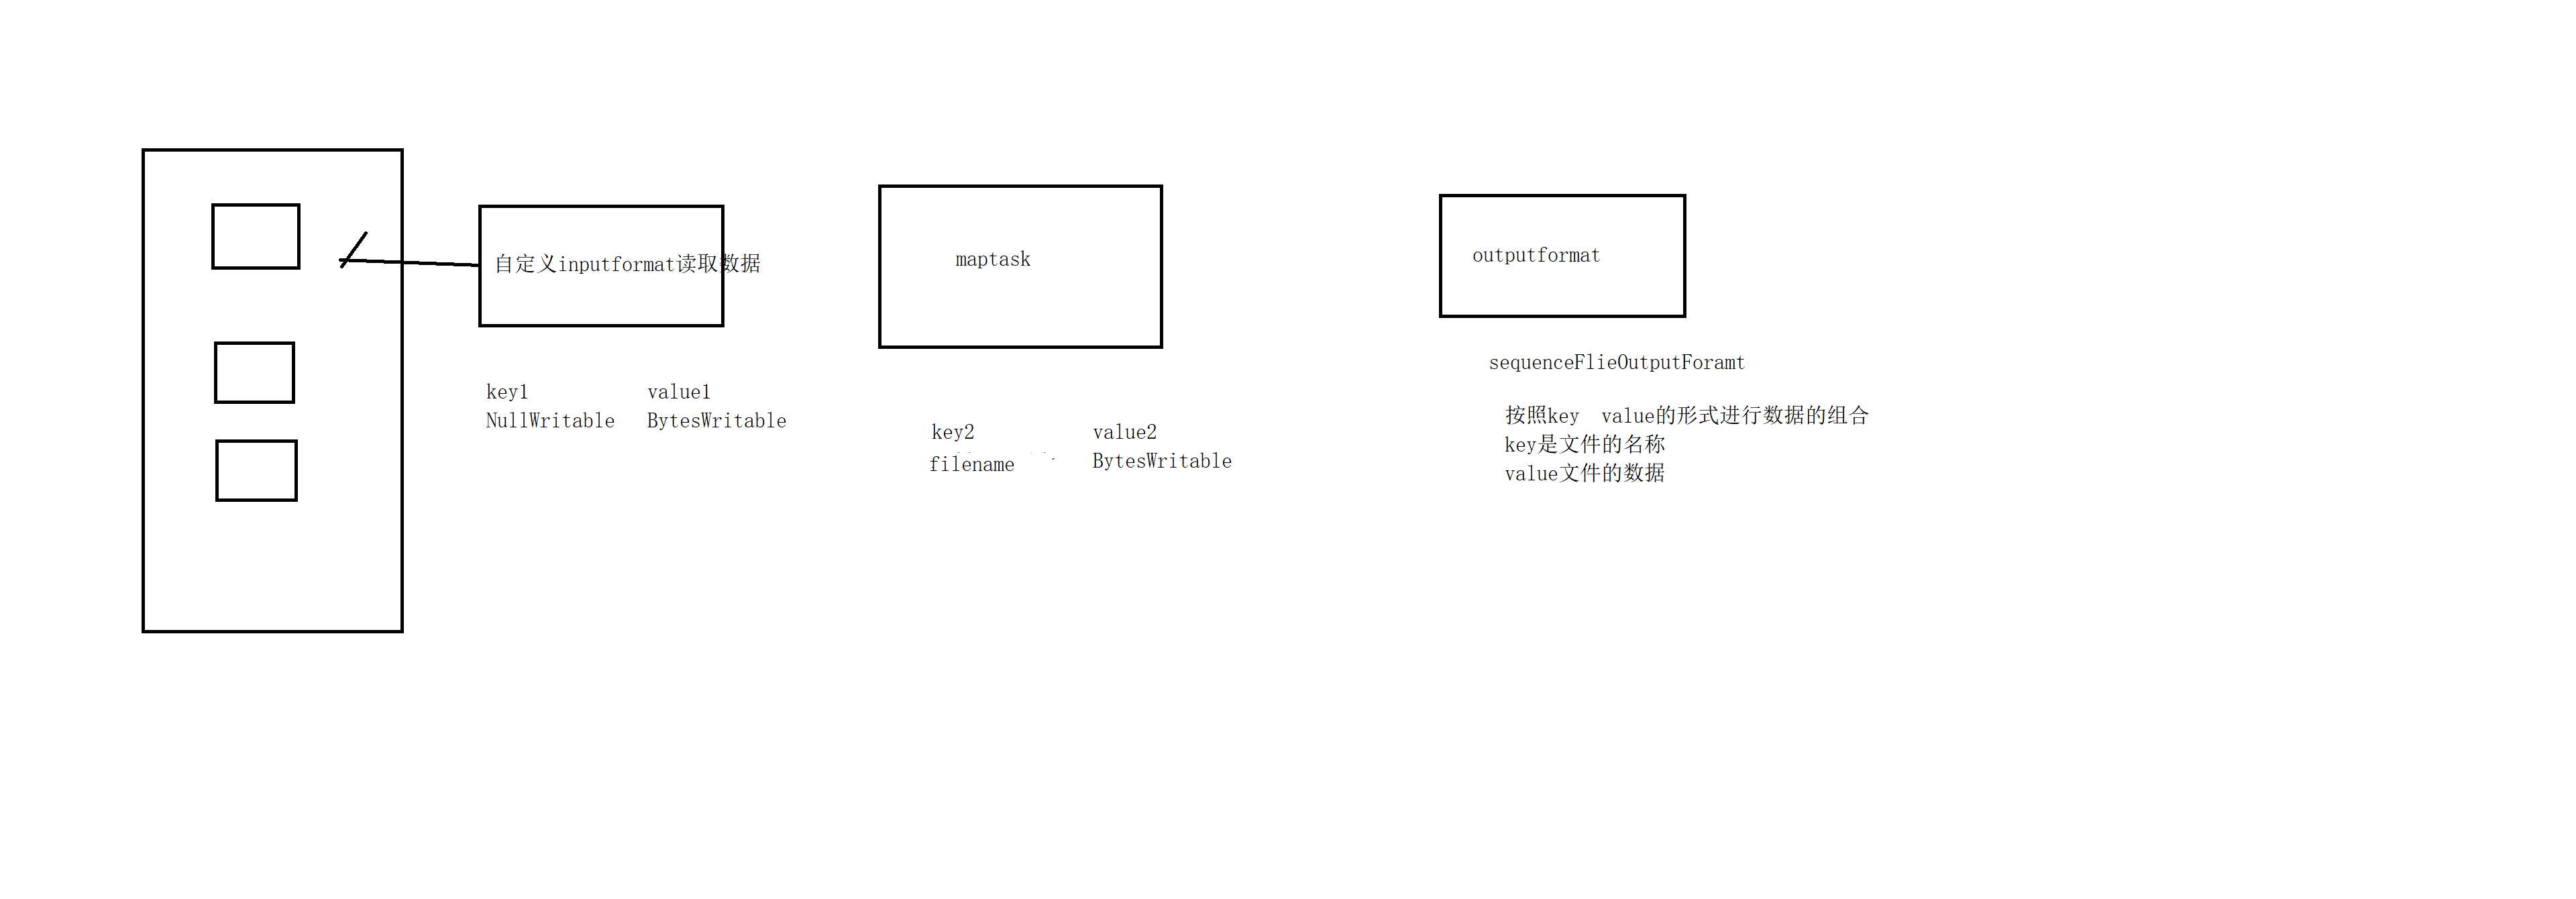 自定义inputformat读取数据
maptask
outputformat
key1 value1
NullWritable BytesWritable
key2 value2
filename BytesWritable
sequenceFlieOutputForamt
按照key value的形式进行数据的组合
key是文件的名称
value文件的数据